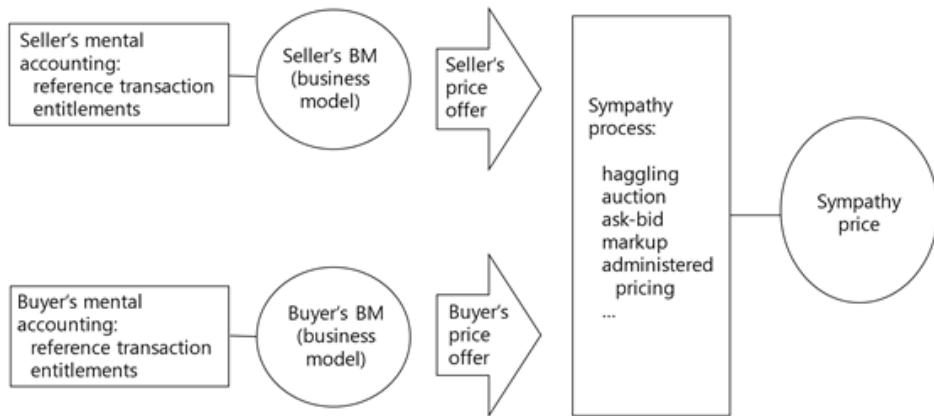 Seller's mental
accounting:
reference transaction
entitlements
Seller's BM
(business
model)
Seller's
price
offer
Buyer's mental
accounting:
reference transaction
entitlements
Buyer's BM
(business
model)
Buyer's
price
offer
Sympathy
process:
haggling
auction
ask-bid
markup
administered
pricing
...
Sympathy
price